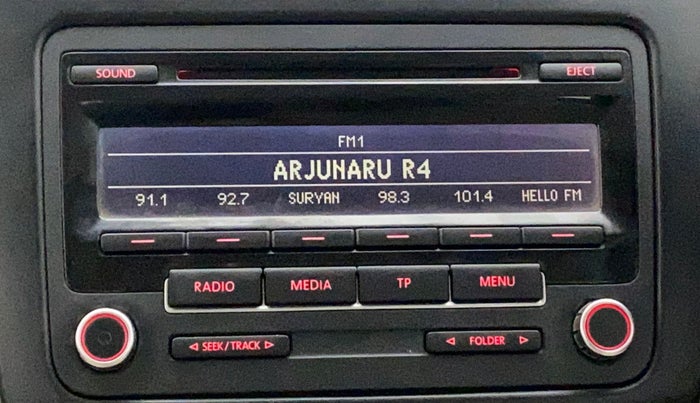 SOUND EJECT
FM1
ARJUNARU R4
91.1 92.7 SURYAN 98.3 101.4 HELLO FM
RADIO MEDIA TP MENU
◁ SEEK/TRACK ▷ ◁ FOLDER ▷